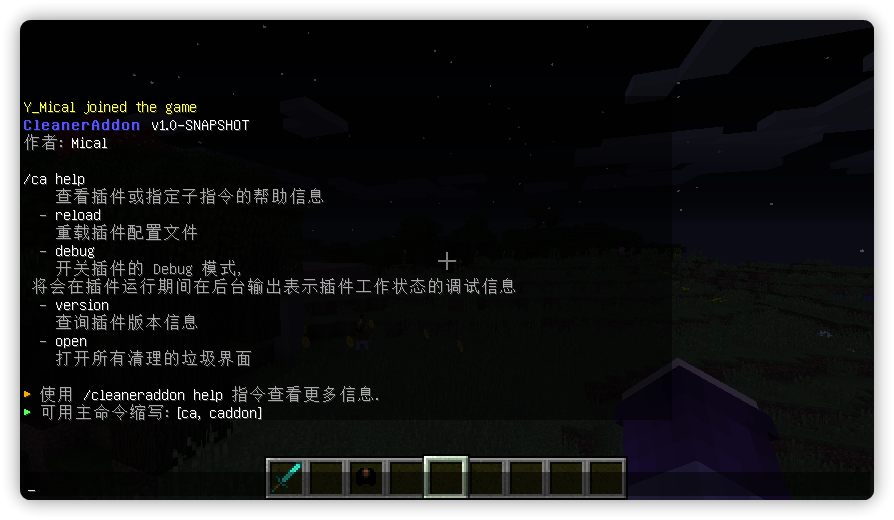 Y_Mical joined the game
CleanerAddon v1.0-SNAPSHOT
作者: Mical
/ca help
查看插件或指定子指令的帮助信息
- reload
重载插件配置文件
- debug
开关插件的 Debug 模式,
将会在插件运行期间在后台输出表示插件工作状态的调试信息
- version
查询插件版本信息
- open
打开所有清理的垃圾界面
▶ 使用 /cleaneraddon help 指令查看更多信息.
▶ 可用主命令缩写: [ca, caddon]
_